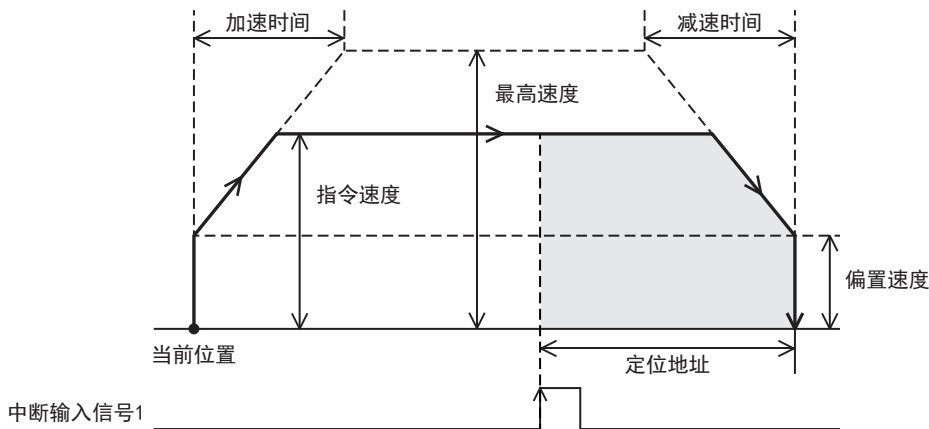 加速时间
减速时间
最高速度
指令速度
偏置速度
当前位置
定位地址
中断输入信号1